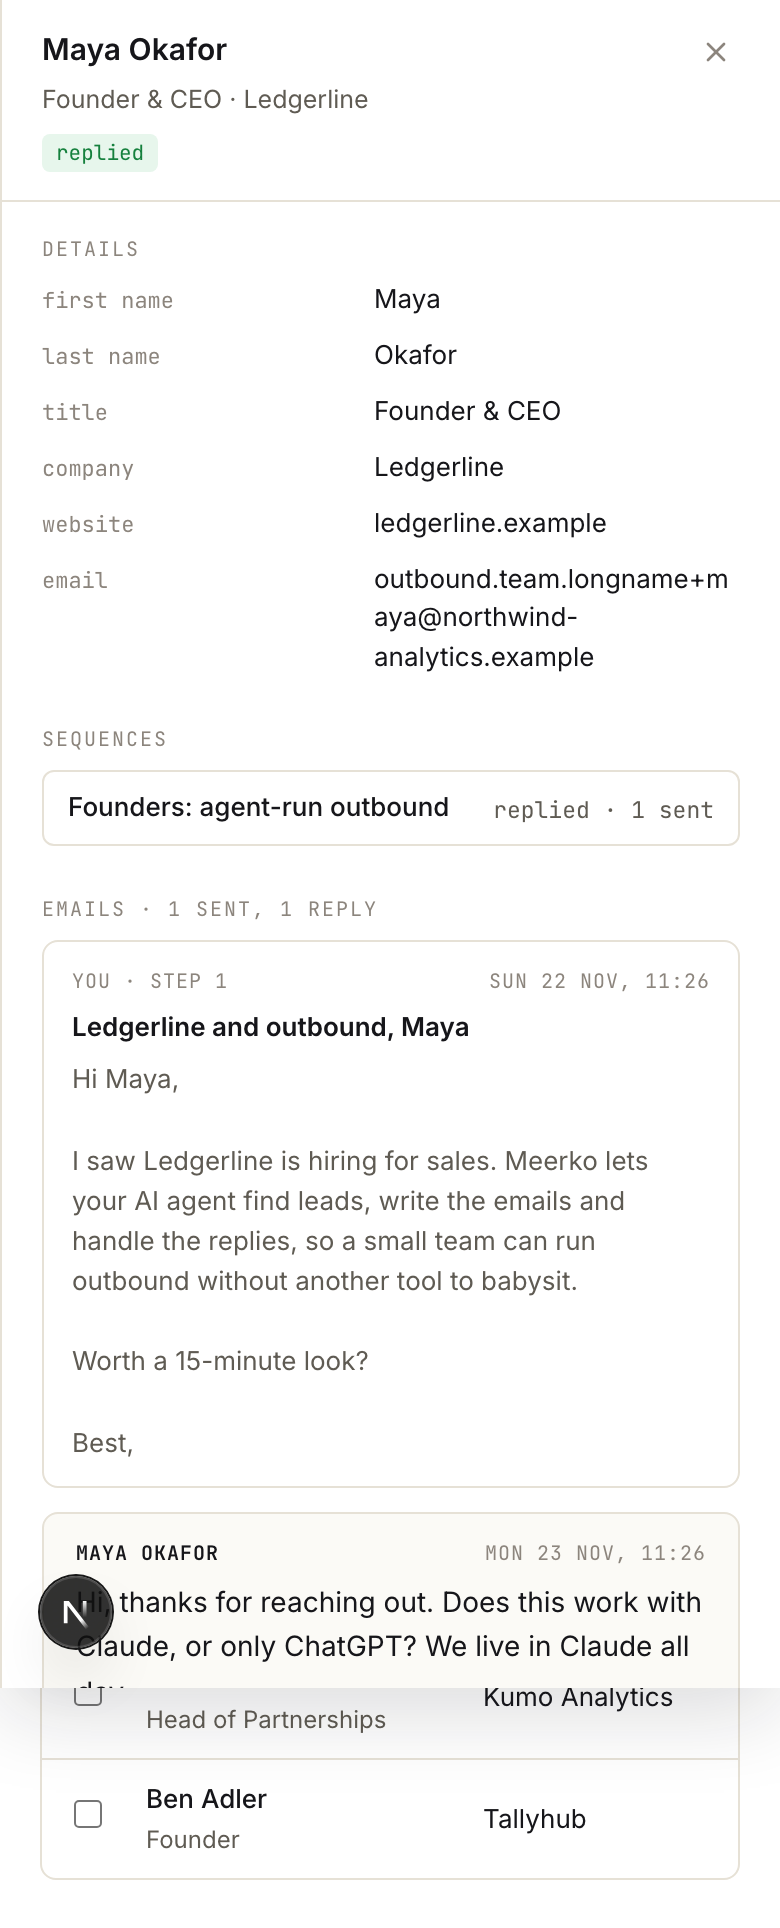 Maya Okafor
Founder & CEO · Ledgerline
replied
DETAILS
first name
Maya
last name
Okafor
title
Founder & CEO
company
Ledgerline
website
ledgerline.example
email
outbound.team.longname+m
aya@northwind-
analytics.example
SEQUENCES
Founders: agent-run outbound
replied · 1 sent
EMAILS · 1 SENT, 1 REPLY
YOU · STEP 1
SUN 22 NOV, 11:26
Ledgerline and outbound, Maya
Hi Maya,
I saw Ledgerline is hiring for sales. Meerko lets
your AI agent find leads, write the emails and
handle the replies, so a small team can run
outbound without another tool to babysit.
Worth a 15-minute look?
Best,
MAYA OKAFOR
MON 23 NOV, 11:26
N
Hi, thanks for reaching out. Does this work with
Claude, or only ChatGPT? We live in Claude all
Kumo Analytics
Head of Partnerships
Ben Adler
Founder
Tallyhub